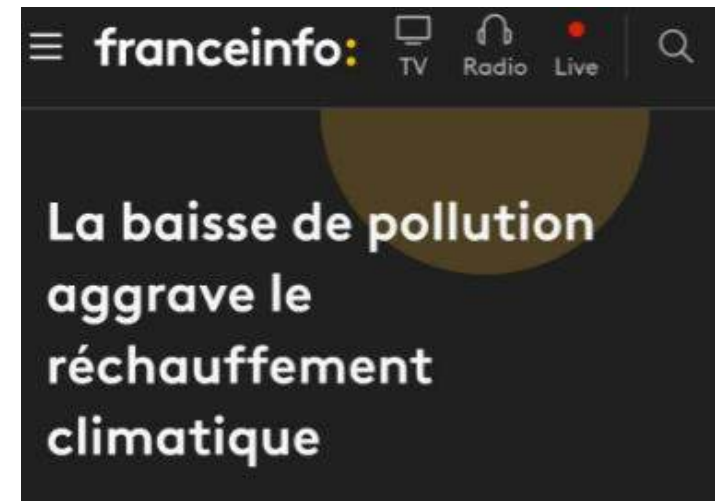 franceinfo:
TV Radio Live
La baisse de pollution
aggrave le
réchauffement
climatique